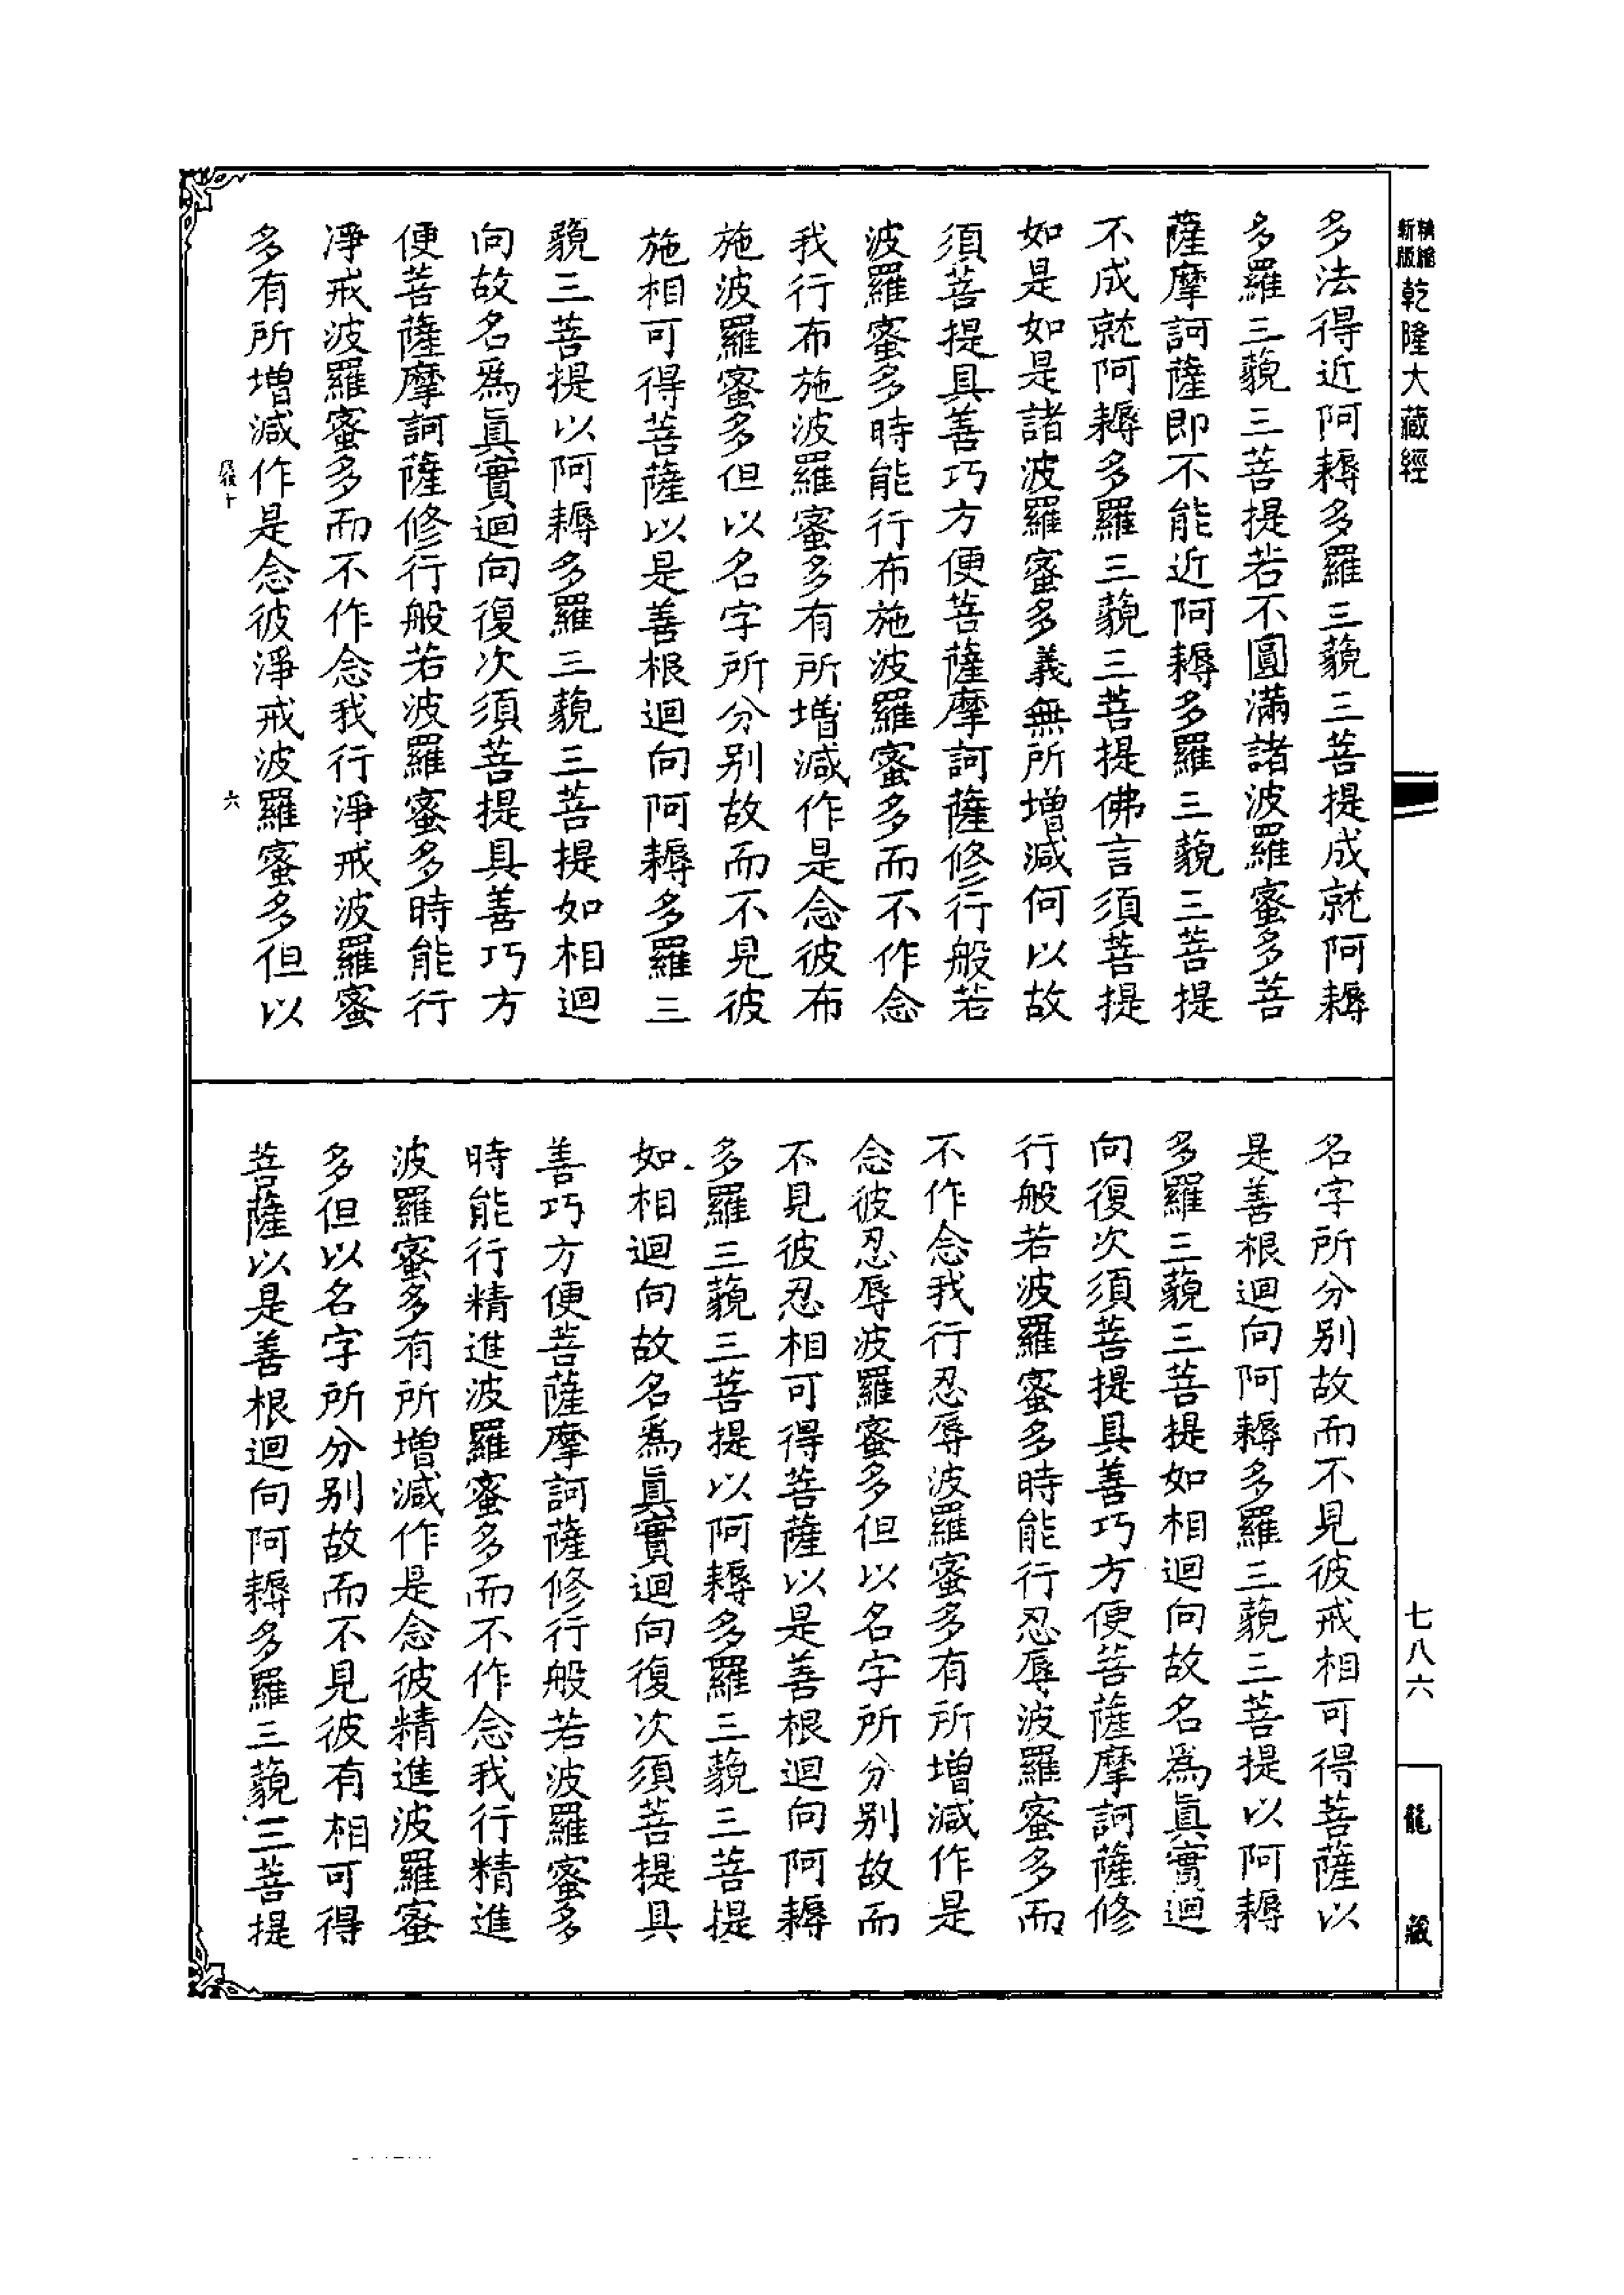 精縮新版乾隆大藏經
多法得近阿耨多羅三藐三菩提成就阿耨
多羅三藐三菩提若不圓滿諸波羅蜜多菩
薩摩訶薩即不能近阿耨多羅三藐三菩提
不成就阿耨多羅三藐三菩提佛言須菩提
如是如是諸波羅蜜多義無所增減何以故
須菩提具善巧方便菩薩摩訶薩修行般若
波羅蜜多時能行布施波羅蜜多而不作念
我行布施波羅蜜多有所增減作是念彼布
施波羅蜜多但以名字所分別故而不見彼
施相可得菩薩以是善根迴向阿耨多羅三
藐三菩提以阿耨多羅三藐三菩提如相迴
向故名爲眞實迴向復次須菩提具善巧方
便菩薩摩訶薩修行般若波羅蜜多時能行
淨戒波羅蜜多而不作念我行淨戒波羅蜜
多有所增減作是念彼淨戒波羅蜜多但以
十 六
名字所分別故而不見彼戒相可得菩薩以
是善根迴向阿耨多羅三藐三菩提以阿耨
多羅三藐三菩提如相迴向故名爲眞實迴
向復次須菩提具善巧方便菩薩摩訶薩修
行般若波羅蜜多時能行忍辱波羅蜜多而
不作念我行忍辱波羅蜜多有所增減作是
念彼忍辱波羅蜜多但以名字所分別故而
不見彼忍相可得菩薩以是善根迴向阿耨
多羅三藐三菩提以阿耨多羅三藐三菩提
如相迴向故名爲眞實迴向復次須菩提具
善巧方便菩薩摩訶薩修行般若波羅蜜多
時能行精進波羅蜜多而不作念我行精進
波羅蜜多有所增減作是念彼精進波羅蜜
多但以名字所分別故而不見彼有相可得
菩薩以是善根迴向阿耨多羅三藐三菩提
七八六
龍藏